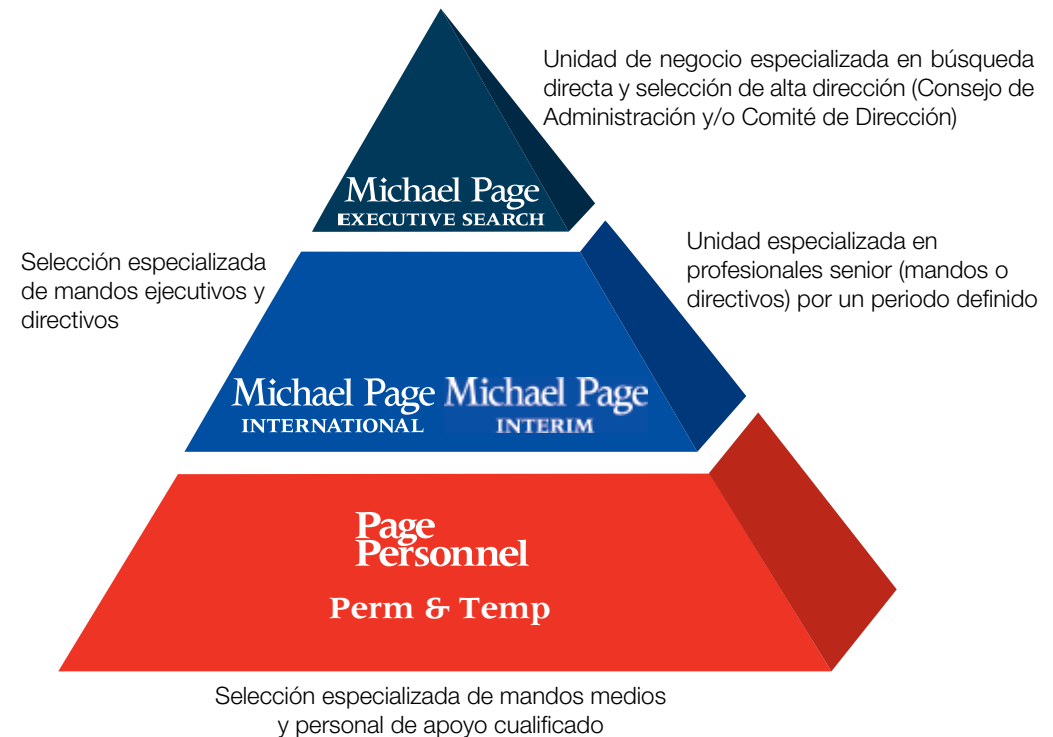 Unidad de negocio especializada en búsqueda
directa y selección de alta dirección (Consejo de
Administración y/o Comité de Dirección)
Michael Page
EXECUTIVE SEARCH
Selección especializada
de mandos ejecutivos y
directivos
Unidad especializada en
profesionales senior (mandos o
directivos) por un periodo definido
Michael Page
INTERNATIONAL
Michael Page
INTERIM
Page
Personnel
Perm & Temp
Selección especializada de mandos medios
y personal de apoyo cualificado